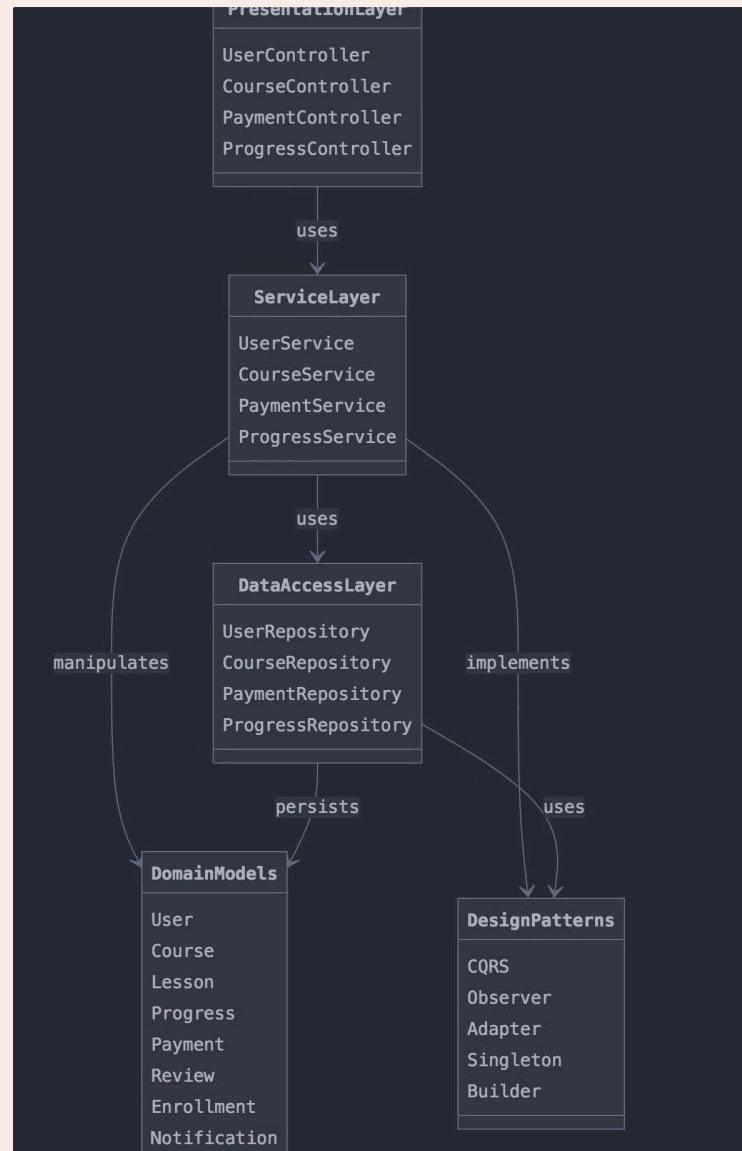 PresentationLayer
UserController
CourseController
PaymentController
ProgressController
uses
ServiceLayer
UserService
CourseService
PaymentService
ProgressService
uses
DataAccessLayer
UserRepository
CourseRepository
PaymentRepository
ProgressRepository
manipulates
implements
persists
uses
DomainModels
User
Course
Lesson
Progress
Payment
Review
Enrollment
Notification
DesignPatterns
CQRS
Observer
Adapter
Singleton
Builder